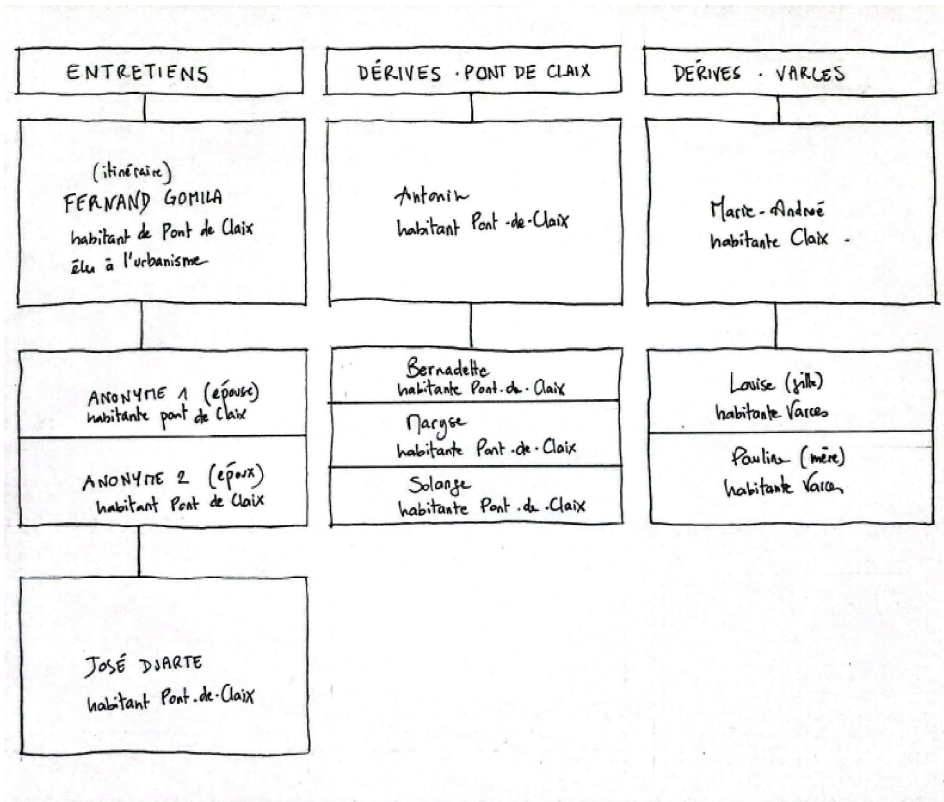 ENTRETIENS
(itinéraire)
FERNAND GOMILA
habitant de Pont de Claix
élu à l'urbanisme
ANONYME 1 (épouse)
habitante pont de Claix
ANONYME 2 (époux)
habitant Pont de Claix
JOSÉ DUARTE
habitant Pont-de-Claix
DÉRIVES · PONT DE CLAIX
Antonin
habitant Pont-de-Claix
Bernadette
habitante Pont-de-Claix
Maryse
habitante Pont-de-Claix
Solange
habitante Pont-de-Claix
DÉRIVES · VARCES
Marie-André
habitante Claix -
Louise (fille)
habitante Varces
Pauline (mère)
habitante Varces